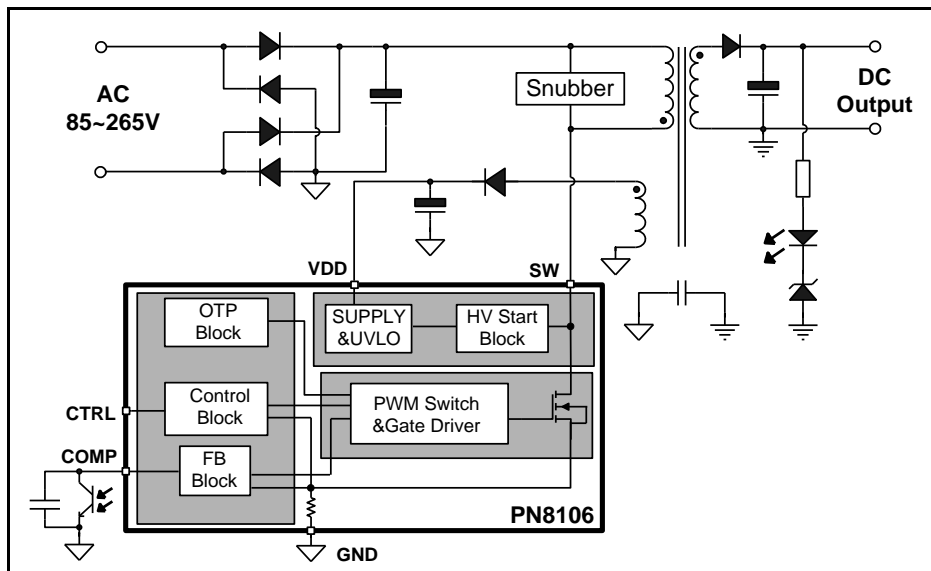 AC
85~265V
Snubber
DC
Output
VDD
SW
OTP
Block
SUPPLY
&UVLO
HV Start
Block
CTRL
Control
Block
PWM Switch
&Gate Driver
COMP
FB
Block
PN8106
GND